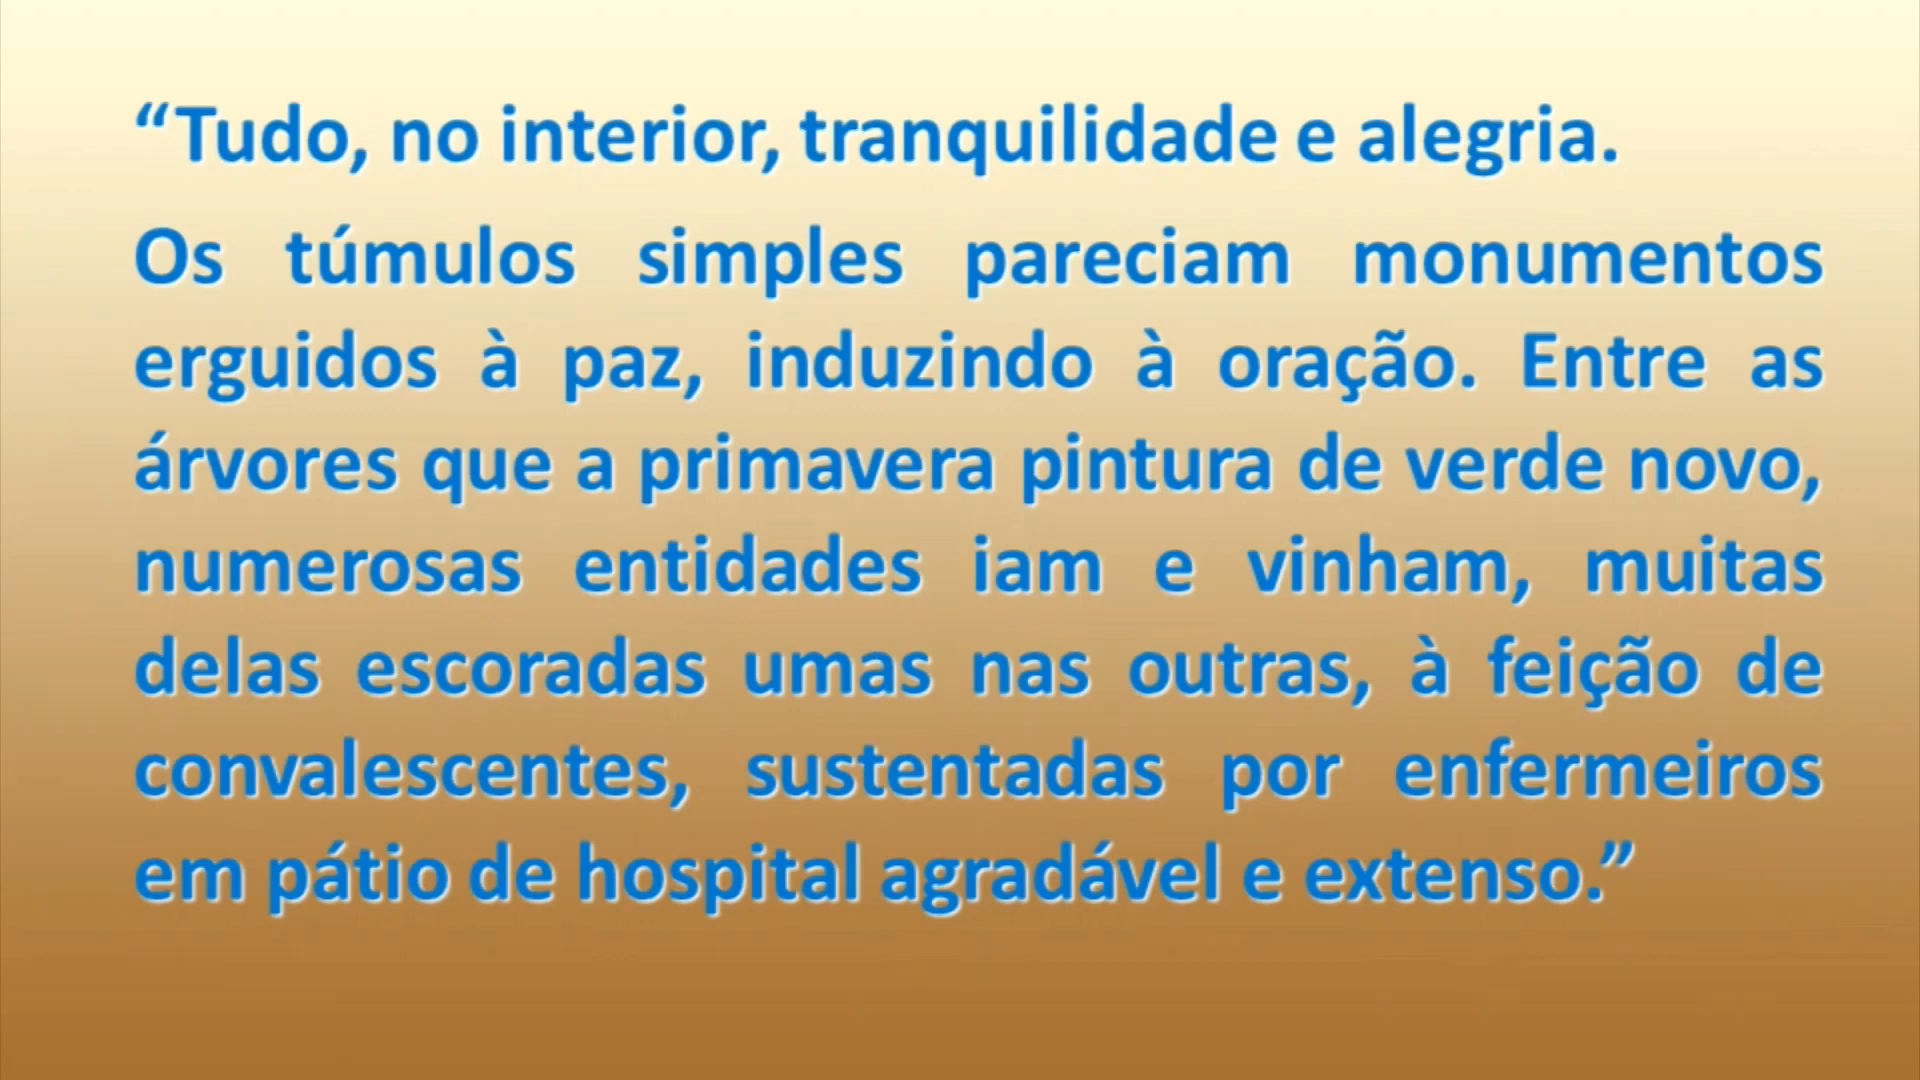 “Tudo, no interior, tranquilidade e alegria.
Os túmulos simples pareciam monumentos
erguidos à paz, induzindo à oração. Entre as
árvores que a primavera pintura de verde novo,
numerosas entidades iam e vinham, muitas
delas escoradas umas nas outras, à feição de
convalescentes, sustentadas por enfermeiros
em pátio de hospital agradável e extenso.”